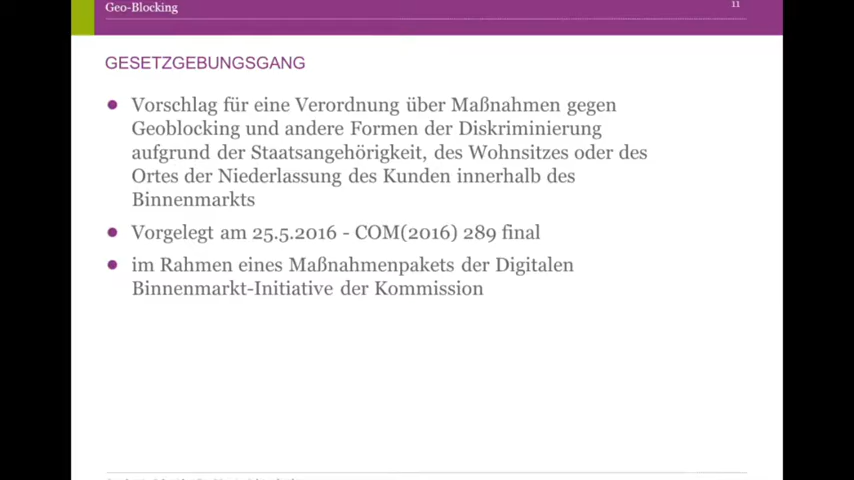 Geo-Blocking
11
GESETZGEBUNGSGANG
● Vorschlag für eine Verordnung über Maßnahmen gegen
Geoblocking und andere Formen der Diskriminierung
aufgrund der Staatsangehörigkeit, des Wohnsitzes oder des
Ortes der Niederlassung des Kunden innerhalb des
Binnenmarkts
● Vorgelegt am 25.5.2016 - COM(2016) 289 final
● im Rahmen eines Maßnahmenpakets der Digitalen
Binnenmarkt-Initiative der Kommission